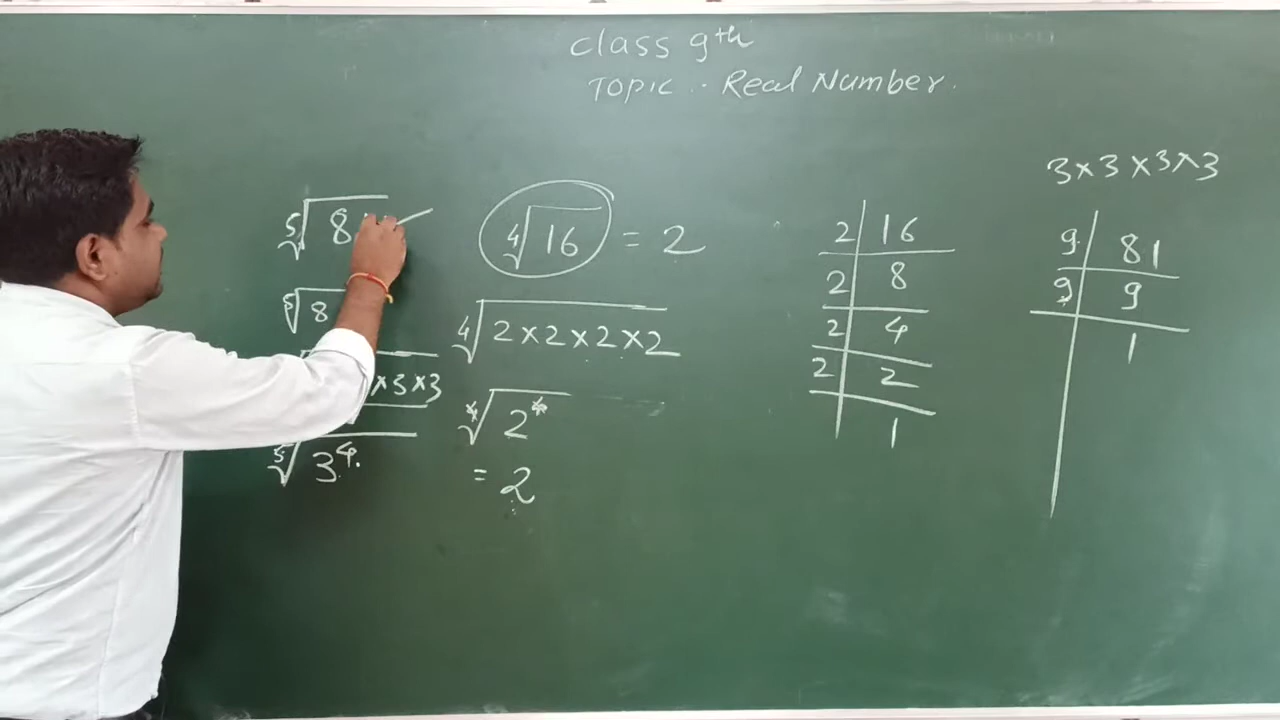 Class 9th
TOPIC .. Real Number.
3×3×3×3
⁵√8
⁴√16 = 2
⁵√8
⁴√2×2×2×2
×3×3
⁴√2⁴
⁵√3⁴.
= 2
2 | 16
2 | 8
2 | 4
2 | 2
1
9 | 81
9 | 9
1